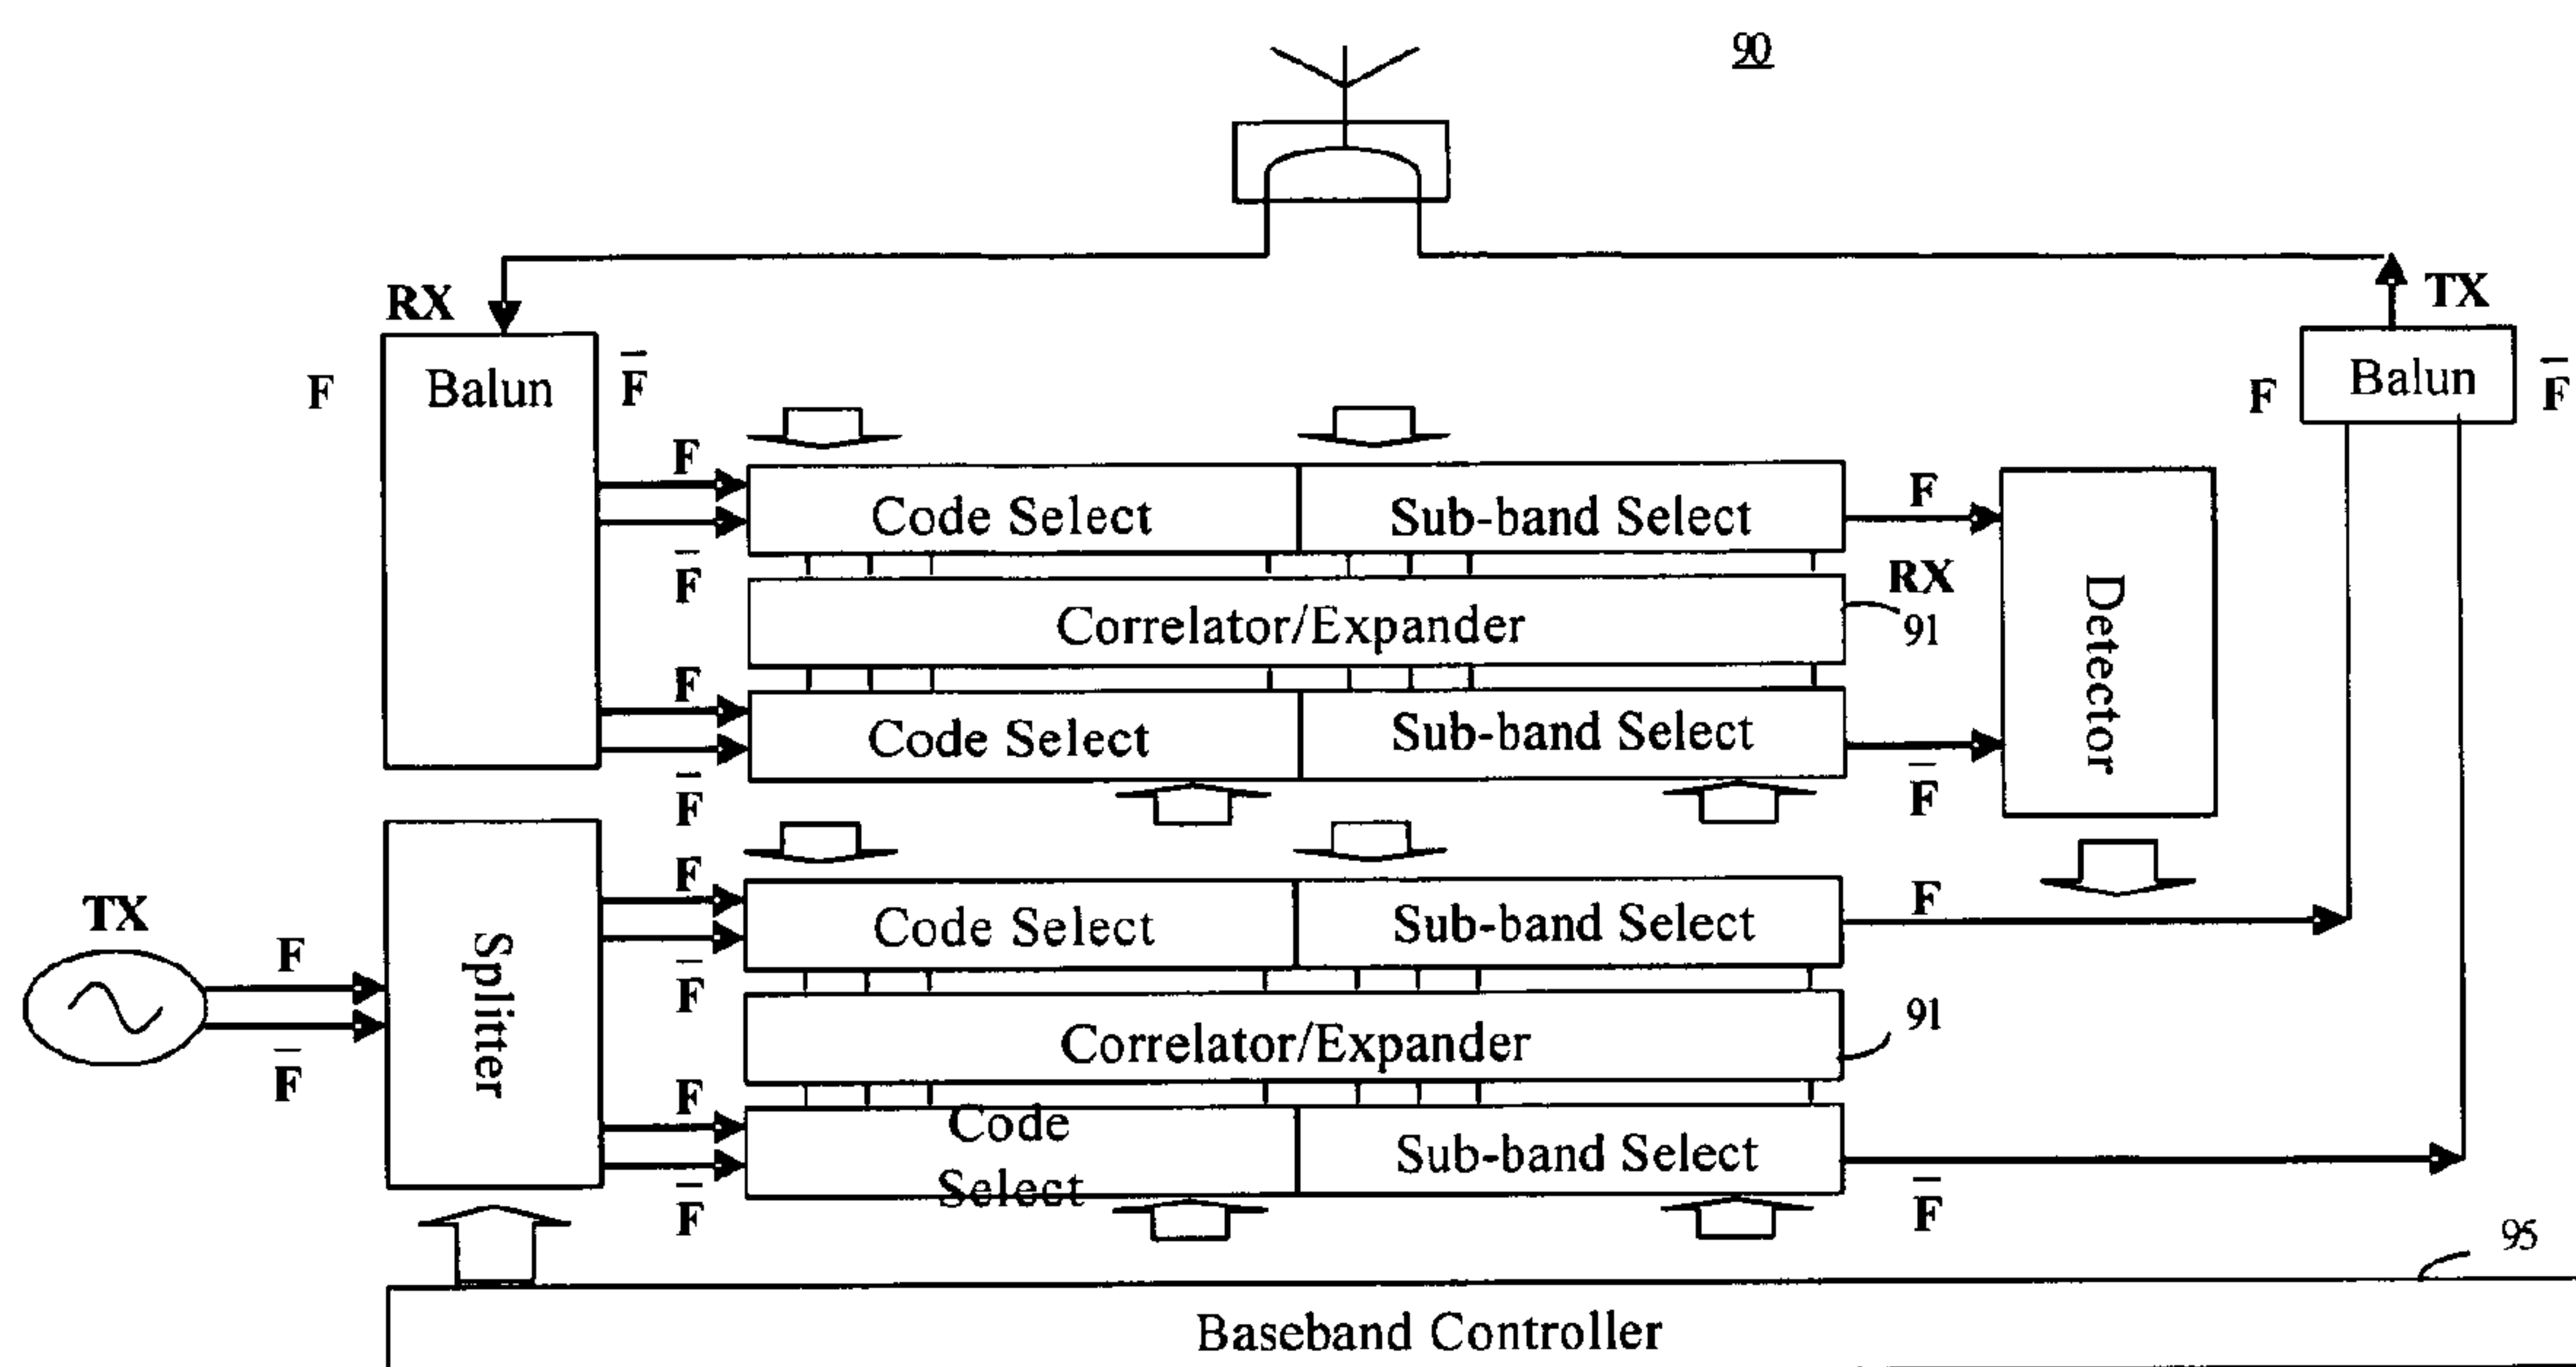 90
RX
TX
F
Balun
F̅
F
Balun
F̅
F
Code Select
Sub-band Select
F
F̅
RX
Correlator/Expander
91
Detector
F
Code Select
Sub-band Select
F̅
F̅
F
TX
F
Splitter
Code Select
Sub-band Select
F
F̅
F̅
Correlator/Expander
91
F
Code
Select
Sub-band Select
F̅
F̅
95
Baseband Controller